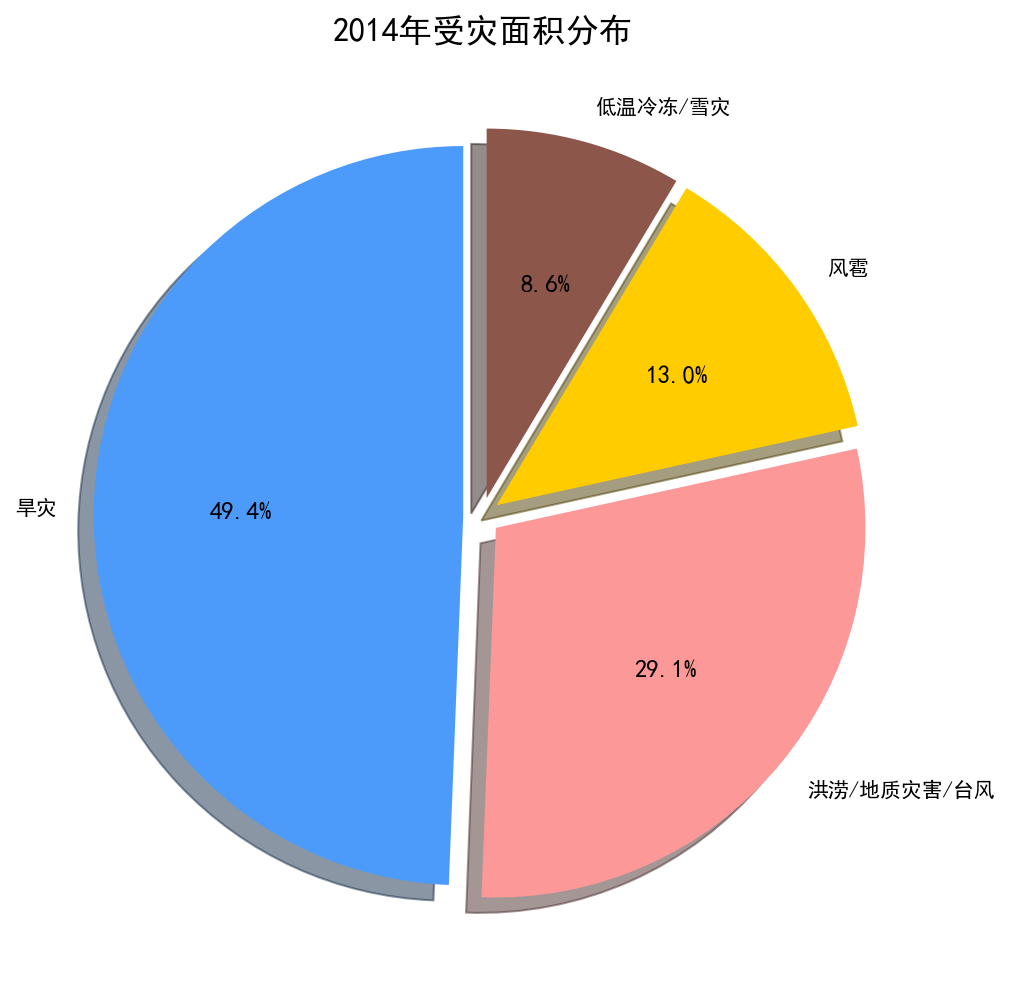 2014年受灾面积分布
低温冷冻/雪灾
8.6%
风雹
13.0%
旱灾
49.4%
29.1%
洪涝/地质灾害/台风